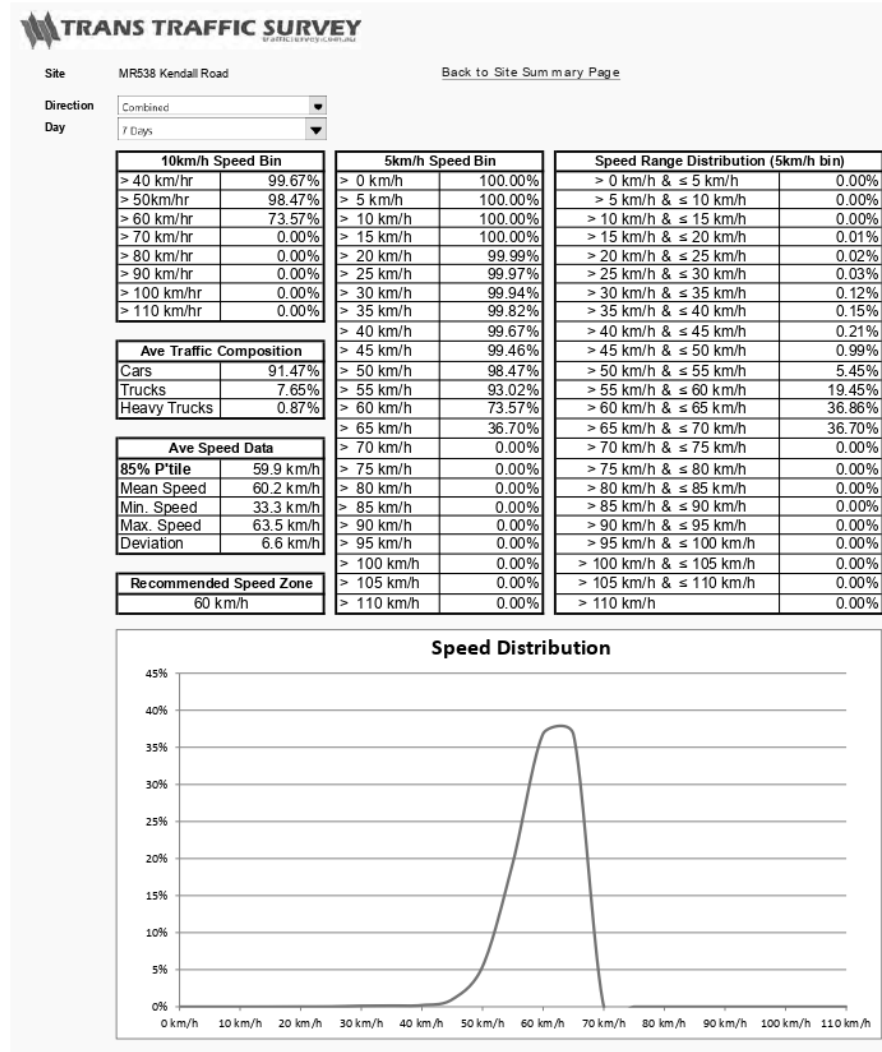 TRANS TRAFFIC SURVEY
trafficsurvey.com.au
Site MR538 Kendall Road Back to Site Summary Page
Direction Combined
Day 7 Days
10km/h Speed Bin
> 40 km/hr 99.67%
> 50km/hr 98.47%
> 60 km/hr 73.57%
> 70 km/hr 0.00%
> 80 km/hr 0.00%
> 90 km/hr 0.00%
> 100 km/hr 0.00%
> 110 km/hr 0.00%
Ave Traffic Composition
Cars 91.47%
Trucks 7.65%
Heavy Trucks 0.87%
Ave Speed Data
85% P'tile 59.9 km/h
Mean Speed 60.2 km/h
Min. Speed 33.3 km/h
Max. Speed 63.5 km/h
Deviation 6.6 km/h
Recommended Speed Zone
60 km/h
5km/h Speed Bin
> 0 km/h 100.00%
> 5 km/h 100.00%
> 10 km/h 100.00%
> 15 km/h 100.00%
> 20 km/h 99.99%
> 25 km/h 99.97%
> 30 km/h 99.94%
> 35 km/h 99.82%
> 40 km/h 99.67%
> 45 km/h 99.46%
> 50 km/h 98.47%
> 55 km/h 93.02%
> 60 km/h 73.57%
> 65 km/h 36.70%
> 70 km/h 0.00%
> 75 km/h 0.00%
> 80 km/h 0.00%
> 85 km/h 0.00%
> 90 km/h 0.00%
> 95 km/h 0.00%
> 100 km/h 0.00%
> 105 km/h 0.00%
> 110 km/h 0.00%
Speed Range Distribution (5km/h bin)
> 0 km/h & ≤ 5 km/h 0.00%
> 5 km/h & ≤ 10 km/h 0.00%
> 10 km/h & ≤ 15 km/h 0.00%
> 15 km/h & ≤ 20 km/h 0.01%
> 20 km/h & ≤ 25 km/h 0.02%
> 25 km/h & ≤ 30 km/h 0.03%
> 30 km/h & ≤ 35 km/h 0.12%
> 35 km/h & ≤ 40 km/h 0.15%
> 40 km/h & ≤ 45 km/h 0.21%
> 45 km/h & ≤ 50 km/h 0.99%
> 50 km/h & ≤ 55 km/h 5.45%
> 55 km/h & ≤ 60 km/h 19.45%
> 60 km/h & ≤ 65 km/h 36.86%
> 65 km/h & ≤ 70 km/h 36.70%
> 70 km/h & ≤ 75 km/h 0.00%
> 75 km/h & ≤ 80 km/h 0.00%
> 80 km/h & ≤ 85 km/h 0.00%
> 85 km/h & ≤ 90 km/h 0.00%
> 90 km/h & ≤ 95 km/h 0.00%
> 95 km/h & ≤ 100 km/h 0.00%
> 100 km/h & ≤ 105 km/h 0.00%
> 105 km/h & ≤ 110 km/h 0.00%
> 110 km/h 0.00%
Speed Distribution
45%
40%
35%
30%
25%
20%
15%
10%
5%
0%
0 km/h 10 km/h 20 km/h 30 km/h 40 km/h 50 km/h 60 km/h 70 km/h 80 km/h 90 km/h 100 km/h 110 km/h